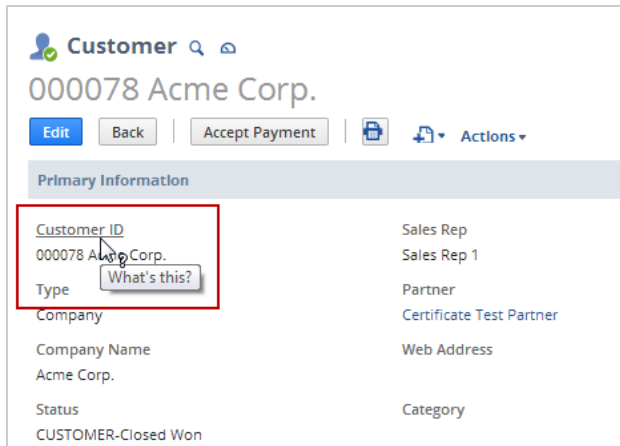 Customer
000078 Acme Corp.
Edit Back Accept Payment Actions
Primary Information
Customer ID Sales Rep
000078 Acme Corp. Sales Rep 1
What's this?
Type Partner
Company Certificate Test Partner
Company Name Web Address
Acme Corp.
Status Category
CUSTOMER-Closed Won